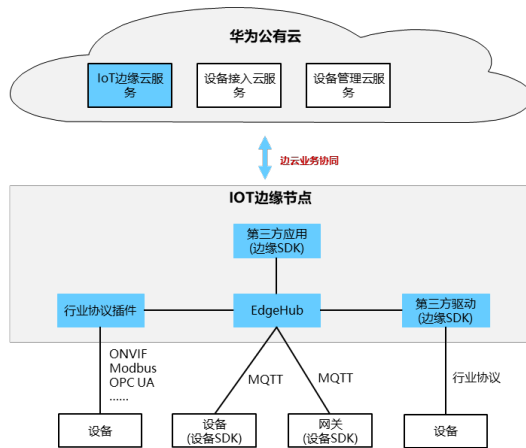 华为公有云
IoT边缘云服
务
设备接入云服
务
设备管理云服
务
边云业务协同
IOT边缘节点
第三方应用
(边缘SDK)
行业协议插件
EdgeHub
第三方驱动
(边缘SDK)
ONVIF
Modbus
OPC UA
......
MQTT
MQTT
行业协议
设备
设备
(设备SDK)
网关
(设备SDK)
设备